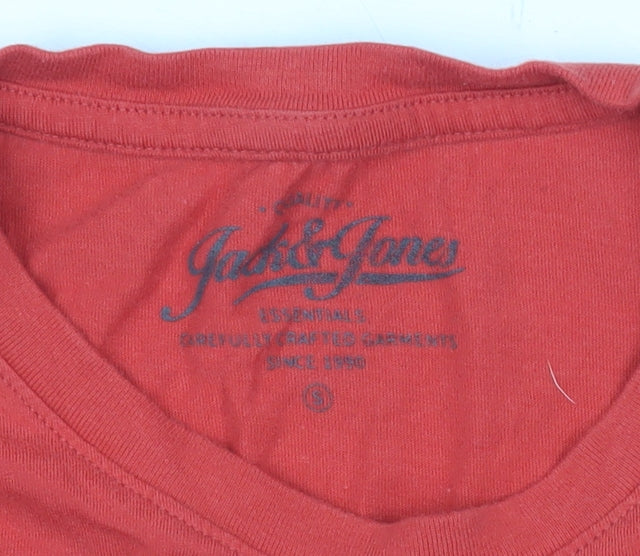 • QUALITY •
Jack&Jones
ESSENTIALS
CAREFULLY CRAFTED GARMENTS
SINCE 1990
S